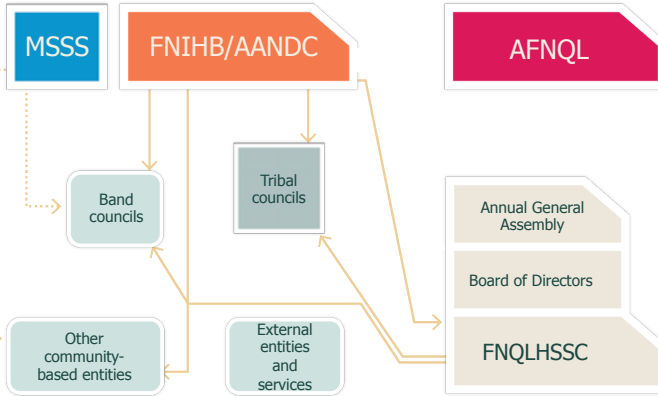 MSSS
FNIHB/AANDC
AFNQL
Band
councils
Tribal
councils
Annual General
Assembly
Board of Directors
FNQLHSSC
Other
community-
based entities
External
entities
and
services